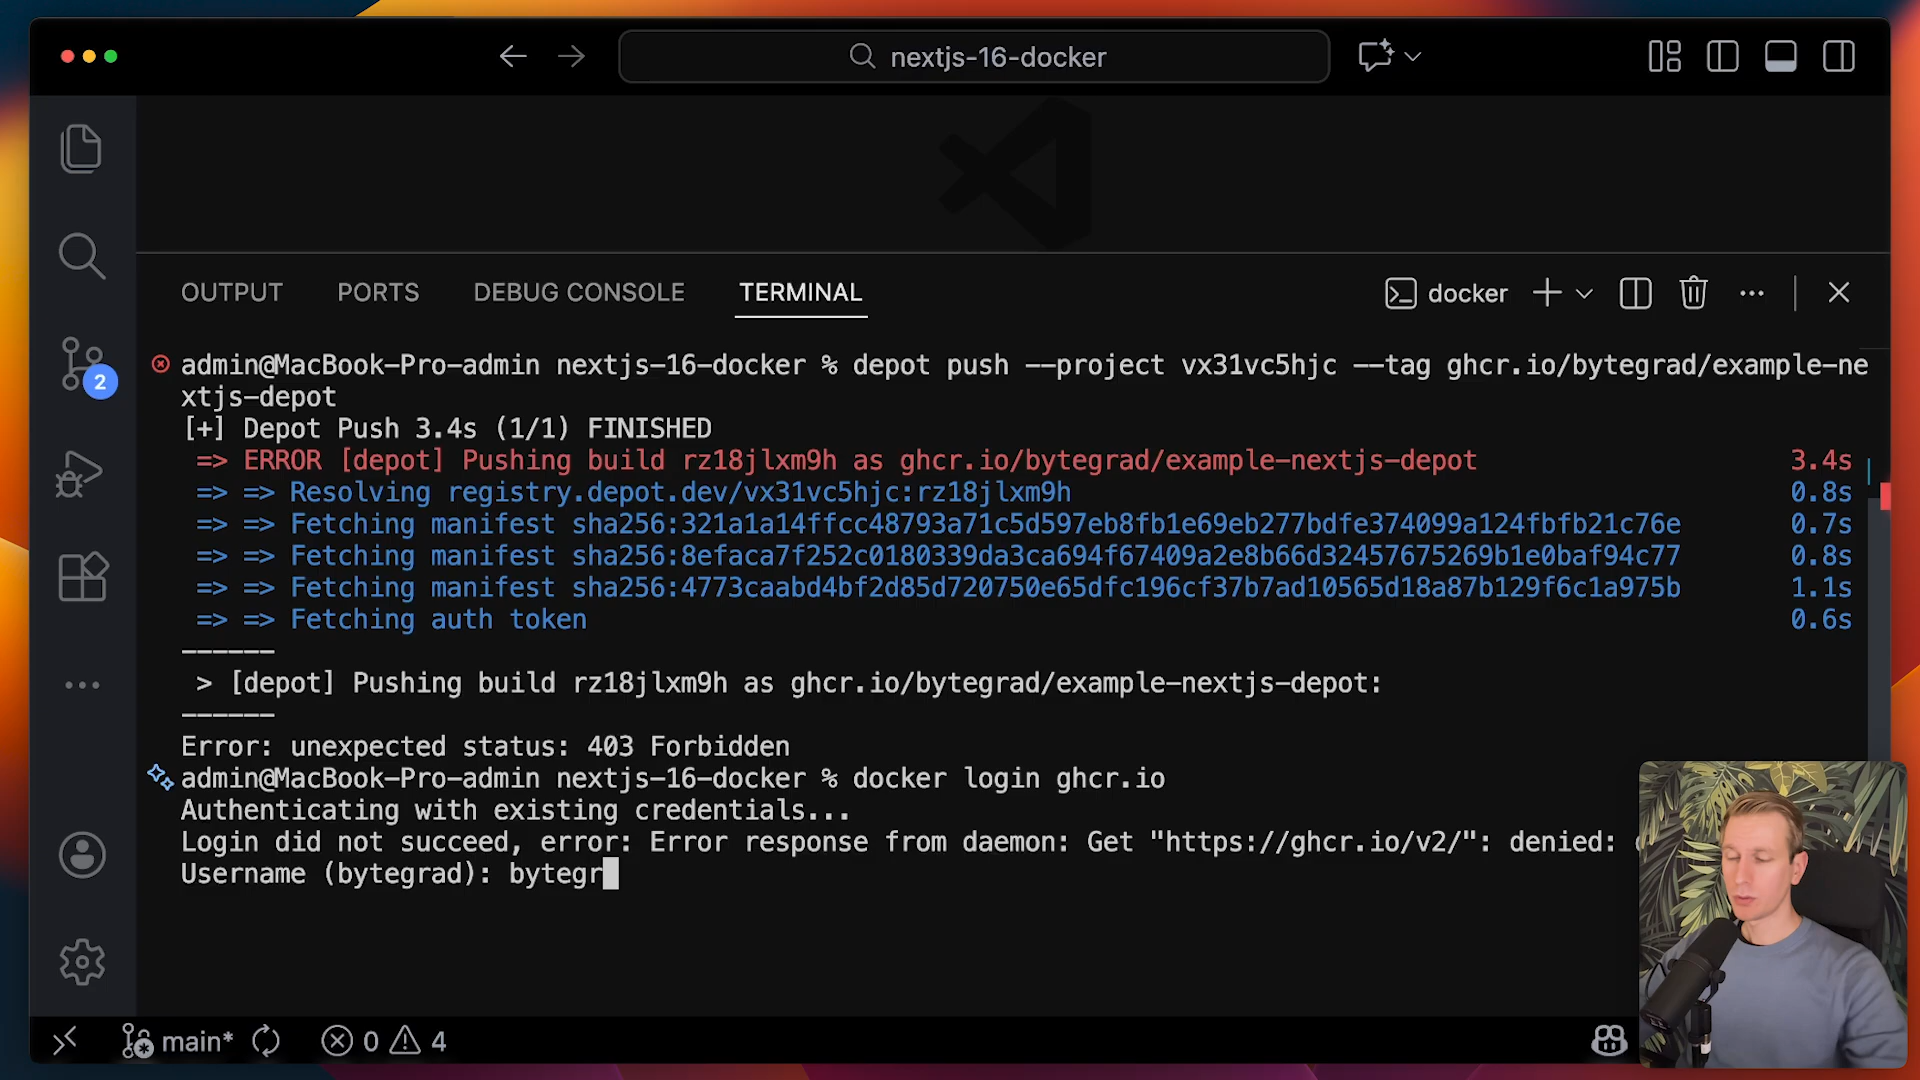 nextjs-16-docker
OUTPUT PORTS DEBUG CONSOLE TERMINAL docker
admin@MacBook-Pro-admin nextjs-16-docker % depot push --project vx31vc5hjc --tag ghcr.io/bytegrad/example-ne
xtjs-depot
[+] Depot Push 3.4s (1/1) FINISHED
=> ERROR [depot] Pushing build rz18jlxm9h as ghcr.io/bytegrad/example-nextjs-depot 3.4s
=> => Resolving registry.depot.dev/vx31vc5hjc:rz18jlxm9h 0.8s
=> => Fetching manifest sha256:321a1a14ffcc48793a71c5d597eb8fb1e69eb277bdfe374099a124fbfb21c76e 0.7s
=> => Fetching manifest sha256:8efaca7f252c0180339da3ca694f67409a2e8b66d32457675269b1e0baf94c77 0.8s
=> => Fetching manifest sha256:4773caabd4bf2d85d720750e65dfc196cf37b7ad10565d18a87b129f6c1a975b 1.1s
=> => Fetching auth token 0.6s
------
> [depot] Pushing build rz18jlxm9h as ghcr.io/bytegrad/example-nextjs-depot:
------
Error: unexpected status: 403 Forbidden
admin@MacBook-Pro-admin nextjs-16-docker % docker login ghcr.io
Authenticating with existing credentials...
Login did not succeed, error: Error response from daemon: Get "https://ghcr.io/v2/": denied:
Username (bytegrad): bytegr
2
main* 0 4